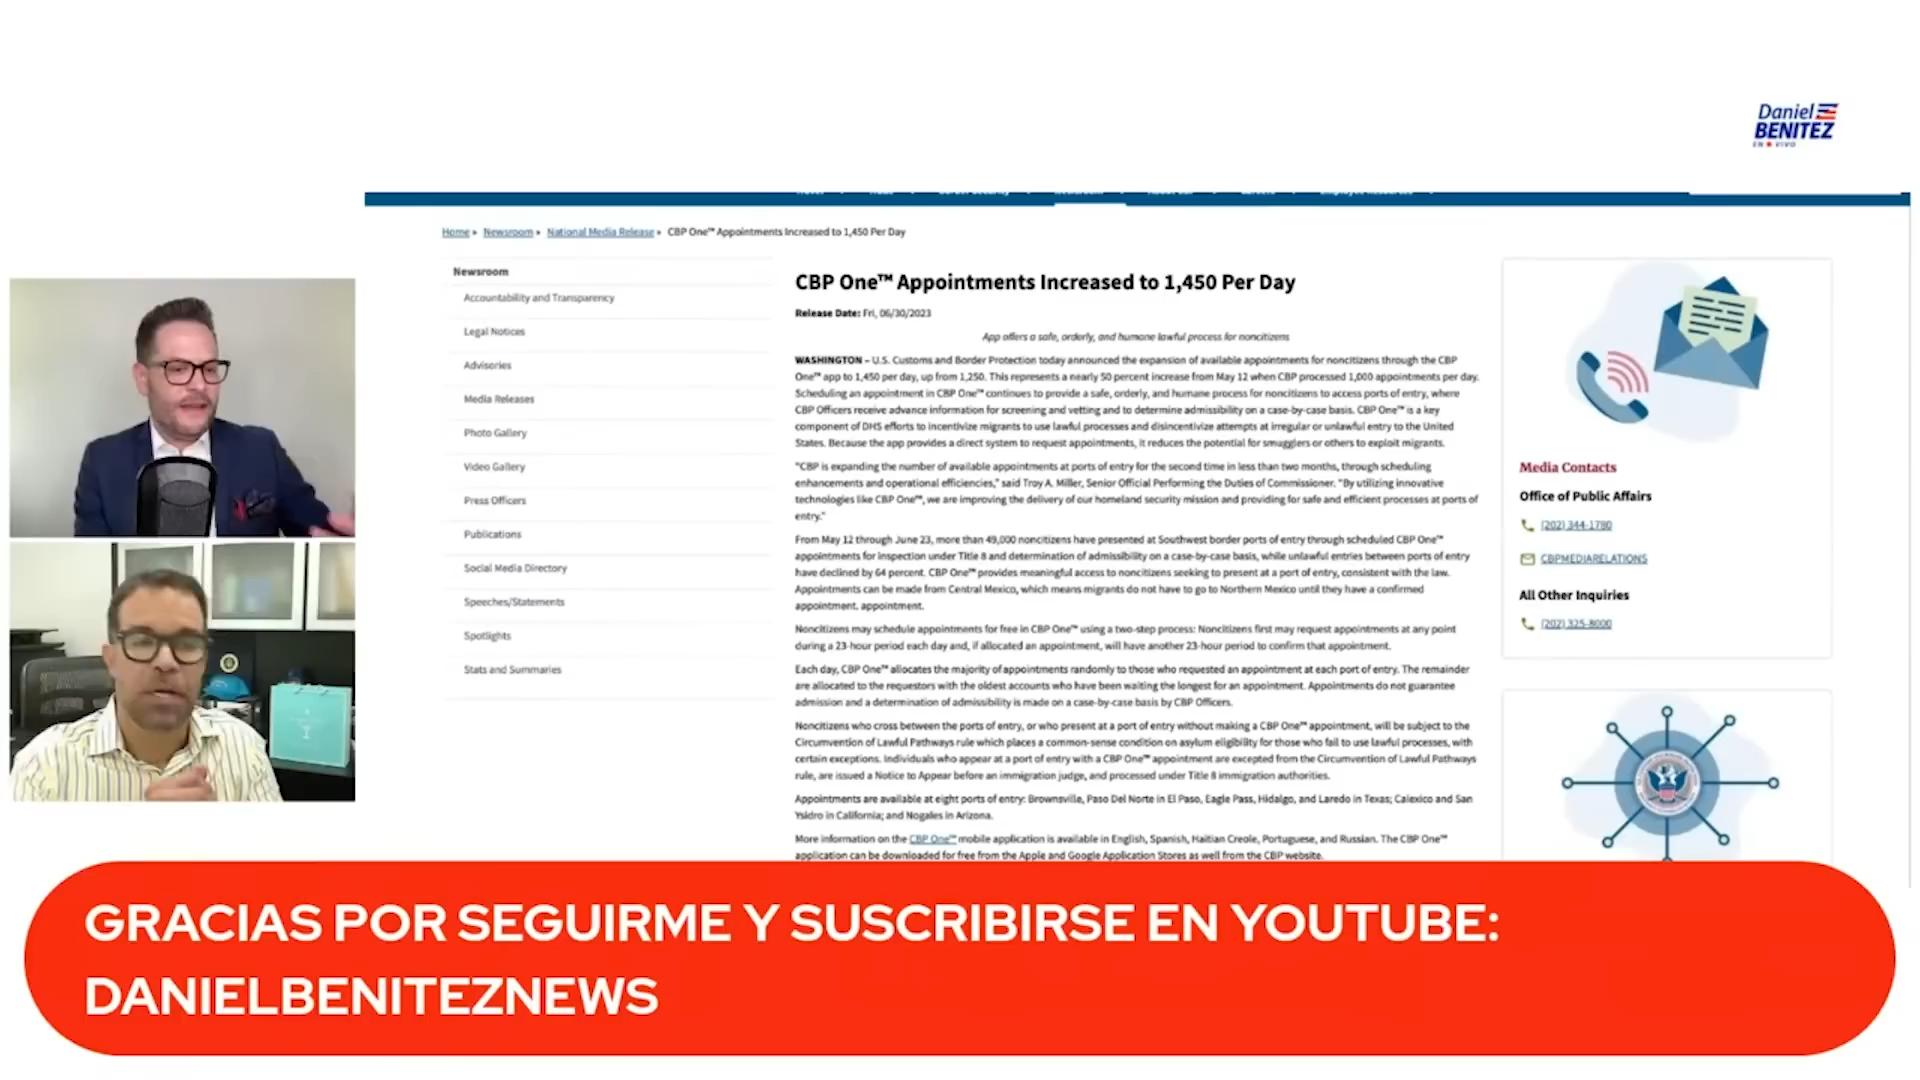 Daniel
BENITEZ
EN VIVO
Home Newsroom National Media Release CBP One™ Appointments Increased to 1,450 Per Day
Newsroom
Accountability and Transparency
Legal Notices
Advisories
Media Releases
Photo Gallery
Video Gallery
Press Officers
Publications
Social Media Directory
Speeches/Statements
Spotlights
Stats and Summaries
CBP One™ Appointments Increased to 1,450 Per Day
Release Date: Fri, 06/30/2023
App offers a safe, orderly, and humane lawful process for noncitizens
WASHINGTON – U.S. Customs and Border Protection today announced the expansion of available appointments for noncitizens through the CBP
One™ app to 1,450 per day, up from 1,250. This represents a nearly 50 percent increase from May 12 when CBP processed 1,000 appointments per day.
Scheduling an appointment in CBP One™ continues to provide a safe, orderly, and humane process for noncitizens to access ports of entry, where
CBP Officers receive advance information for screening and vetting and to determine admissibility on a case-by-case basis. CBP One™ is a key
component of DHS efforts to incentivize migrants to use lawful processes and disincentivize attempts at irregular or unlawful entry to the United
States. Because the app provides a direct system to request appointments, it reduces the potential for smugglers or others to exploit migrants.
"CBP is expanding the number of available appointments at ports of entry for the second time in less than two months, through scheduling
enhancements and operational efficiencies," said Troy A. Miller, Senior Official Performing the Duties of Commissioner. "By utilizing innovative
technologies like CBP One™, we are improving the delivery of our homeland security mission and providing for safe and efficient processes at ports of
entry."
From May 12 through June 23, more than 49,000 noncitizens have presented at Southwest border ports of entry through scheduled CBP One™
appointments for inspection under Title 8 and determination of admissibility on a case-by-case basis, while unlawful entries between ports of entry
have declined by 64 percent. CBP One™ provides meaningful access to noncitizens seeking to present at a port of entry, consistent with the law.
Appointments can be made from Central Mexico, which means migrants do not have to go to Northern Mexico until they have a confirmed
appointment. appointment.
Noncitizens may schedule appointments for free in CBP One™ using a two-step process: Noncitizens first may request appointments at any point
during a 23-hour period each day and, if allocated an appointment, will have another 23-hour period to confirm that appointment.
Each day, CBP One™ allocates the majority of appointments randomly to those who requested an appointment at each port of entry. The remainder
are allocated to the requestors with the oldest accounts who have been waiting the longest for an appointment. Appointments do not guarantee
admission and a determination of admissibility is made on a case-by-case basis by CBP Officers.
Noncitizens who cross between the ports of entry, or who present at a port of entry without making a CBP One™ appointment, will be subject to the
Circumvention of Lawful Pathways rule which places a common-sense condition on asylum eligibility for those who fail to use lawful processes, with
certain exceptions. Individuals who appear at a port of entry with a CBP One™ appointment are excepted from the Circumvention of Lawful Pathways
rule, are issued a Notice to Appear before an immigration judge, and processed under Title 8 immigration authorities.
Appointments are available at eight ports of entry: Brownsville, Paso Del Norte in El Paso, Eagle Pass, Hidalgo, and Laredo in Texas; Calexico and San
Ysidro in California; and Nogales in Arizona.
More information on the CBP One™ mobile application is available in English, Spanish, Haitian Creole, Portuguese, and Russian. The CBP One™
application can be downloaded for free from the Apple and Google Application Stores as well from the CBP website.
Media Contacts
Office of Public Affairs
(202) 344-1780
CBPMEDIARELATIONS
All Other Inquiries
(202) 325-8000
GRACIAS POR SEGUIRME Y SUSCRIBIRSE EN YOUTUBE:
DANIELBENITEZNEWS